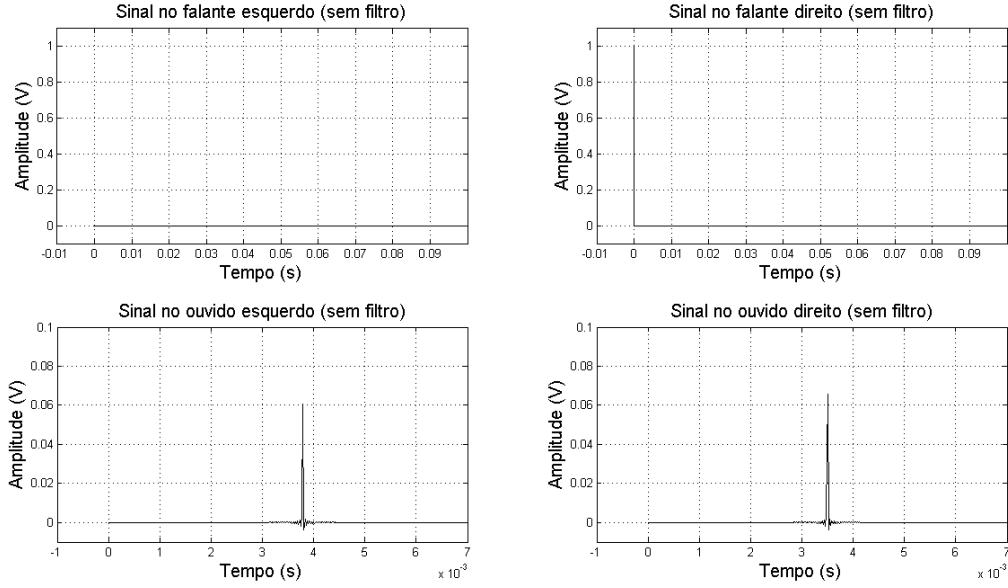 Sinal no falante esquerdo (sem filtro)
Amplitude (V)
1
0.8
0.6
0.4
0.2
0
-0.01 0 0.01 0.02 0.03 0.04 0.05 0.06 0.07 0.08 0.09
Tempo (s)
Sinal no falante direito (sem filtro)
Amplitude (V)
1
0.8
0.6
0.4
0.2
0
-0.01 0 0.01 0.02 0.03 0.04 0.05 0.06 0.07 0.08 0.09
Tempo (s)
Sinal no ouvido esquerdo (sem filtro)
Amplitude (V)
0.1
0.08
0.06
0.04
0.02
0
-1 0 1 2 3 4 5 6 7
Tempo (s)
x 10⁻³
Sinal no ouvido direito (sem filtro)
Amplitude (V)
0.1
0.08
0.06
0.04
0.02
0
-1 0 1 2 3 4 5 6 7
Tempo (s)
x 10⁻³